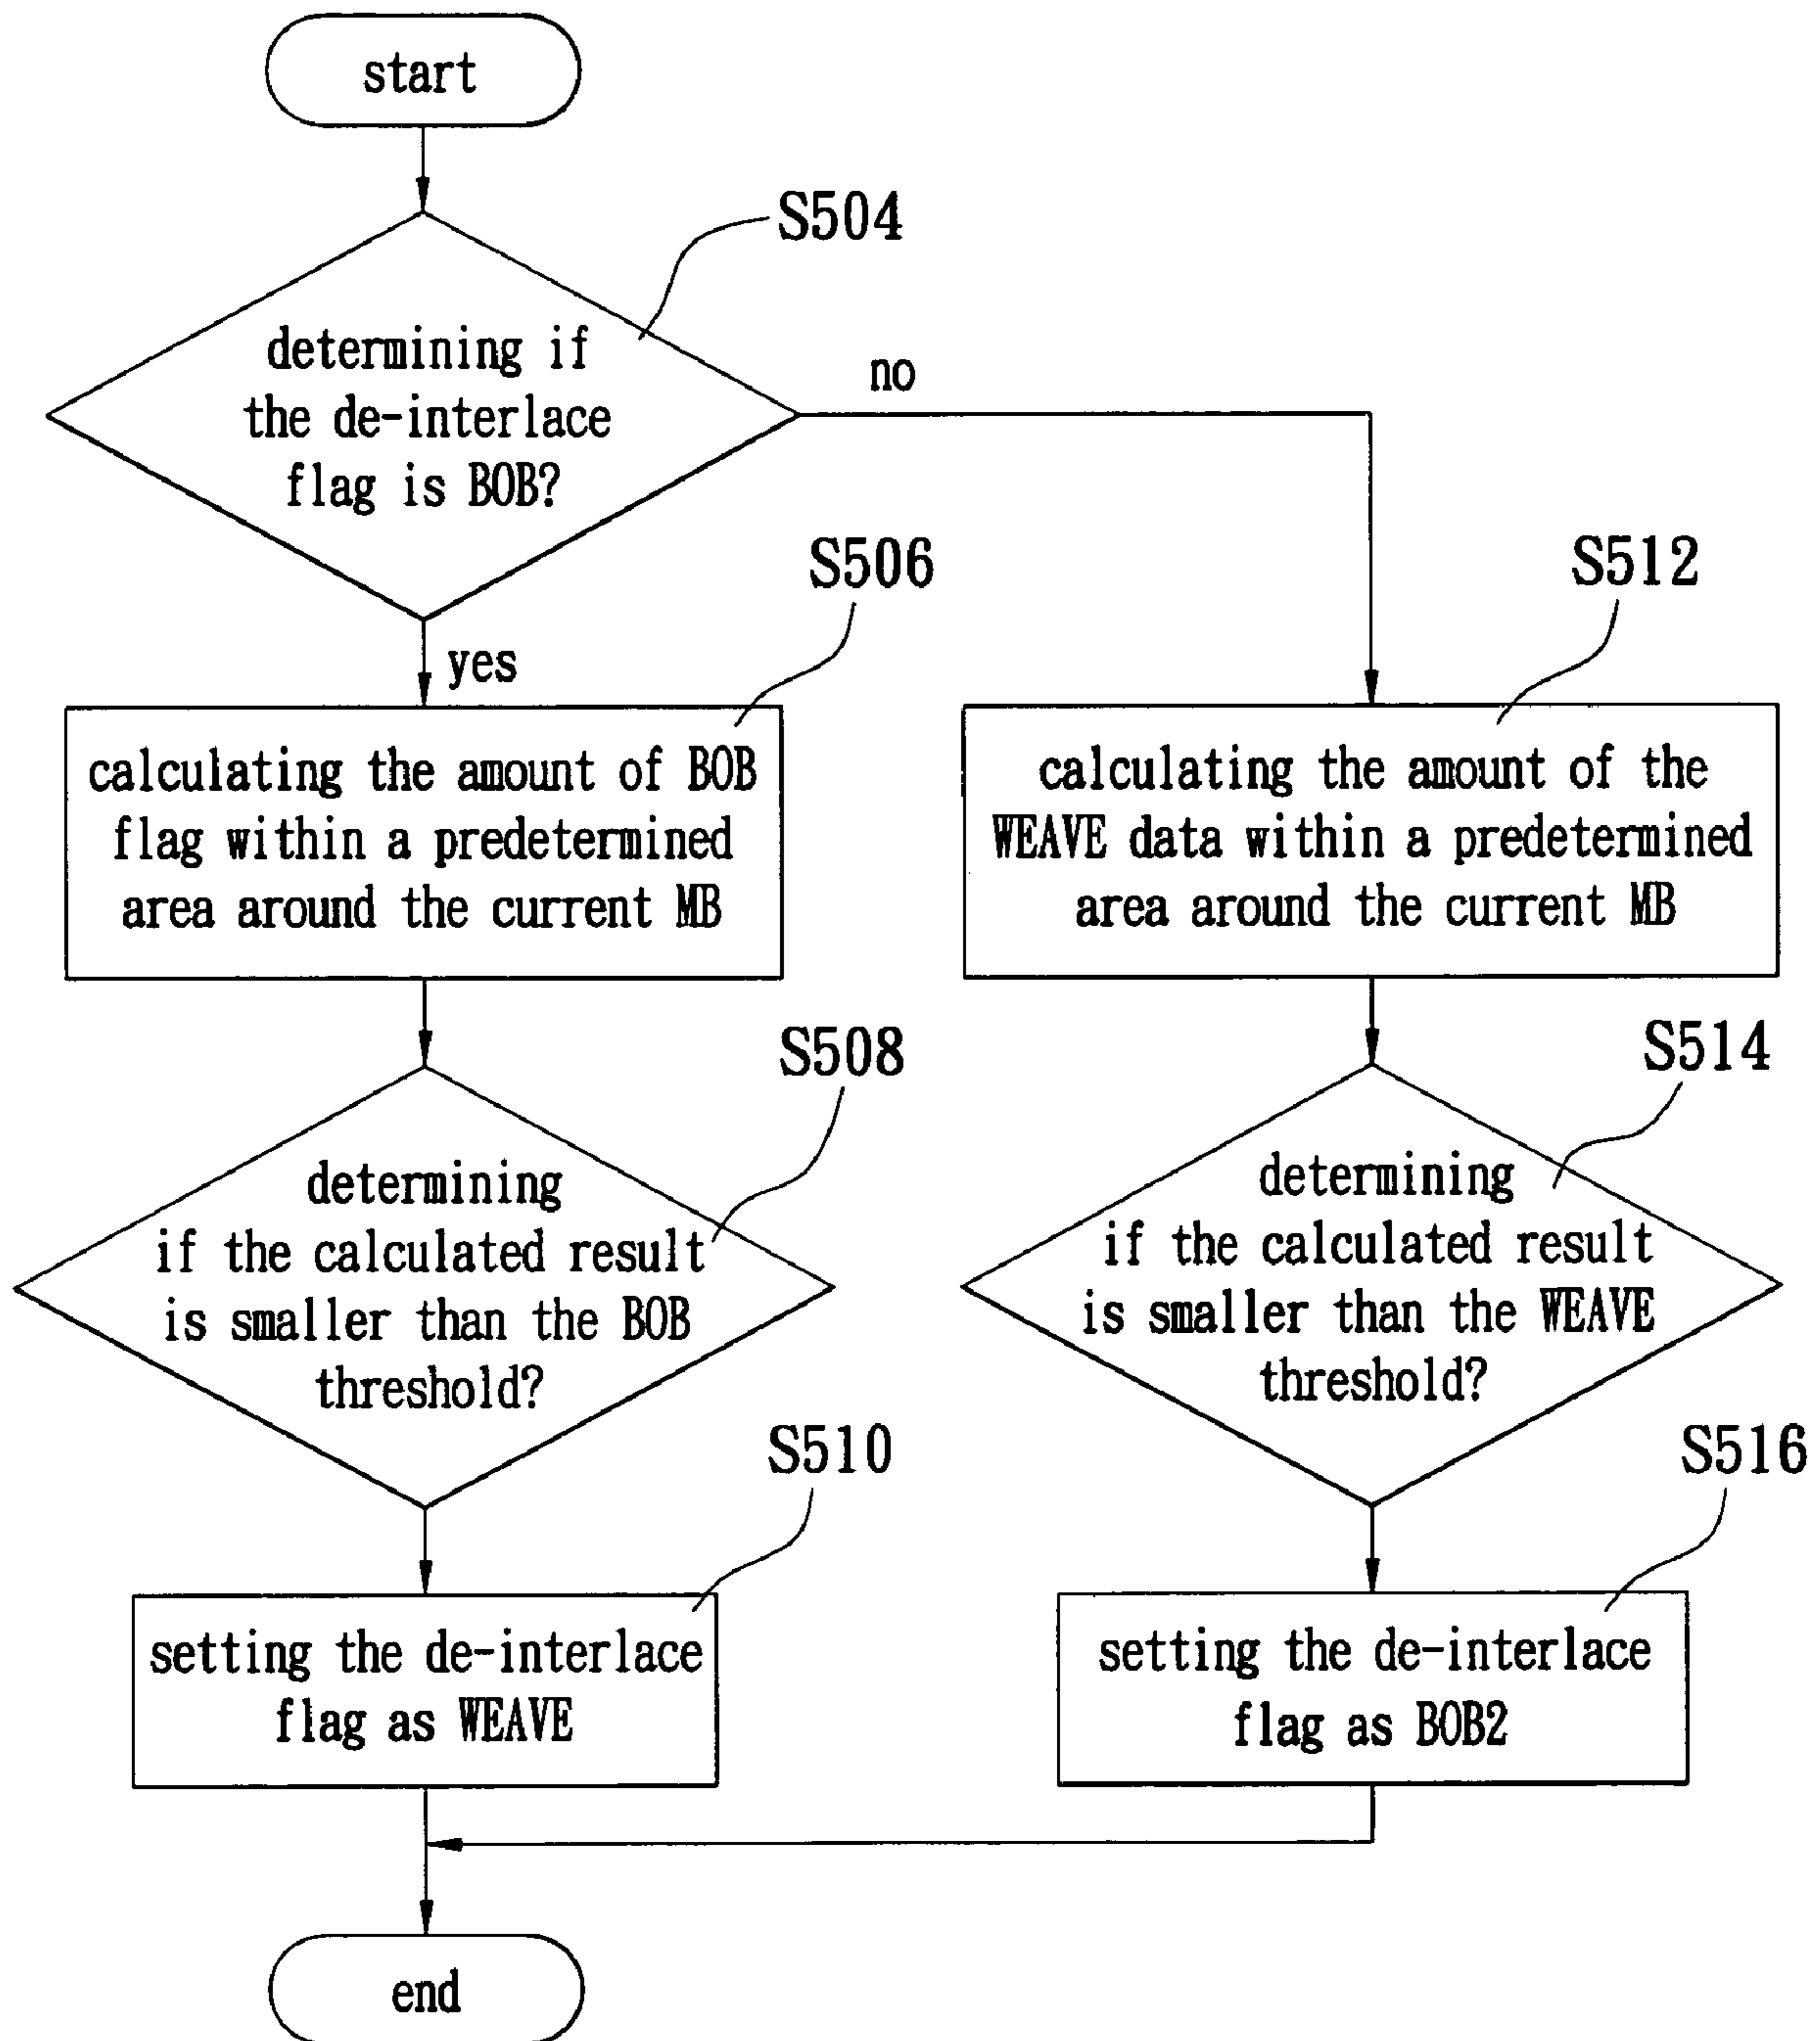 start
S504
determining if
the de-interlace
flag is BOB?
no
yes
S506
calculating the amount of BOB
flag within a predetermined
area around the current MB
S512
calculating the amount of the
WEAVE data within a predetermined
area around the current MB
S508
determining
if the calculated result
is smaller than the BOB
threshold?
S514
determining
if the calculated result
is smaller than the WEAVE
threshold?
S510
setting the de-interlace
flag as WEAVE
S516
setting the de-interlace
flag as BOB2
end